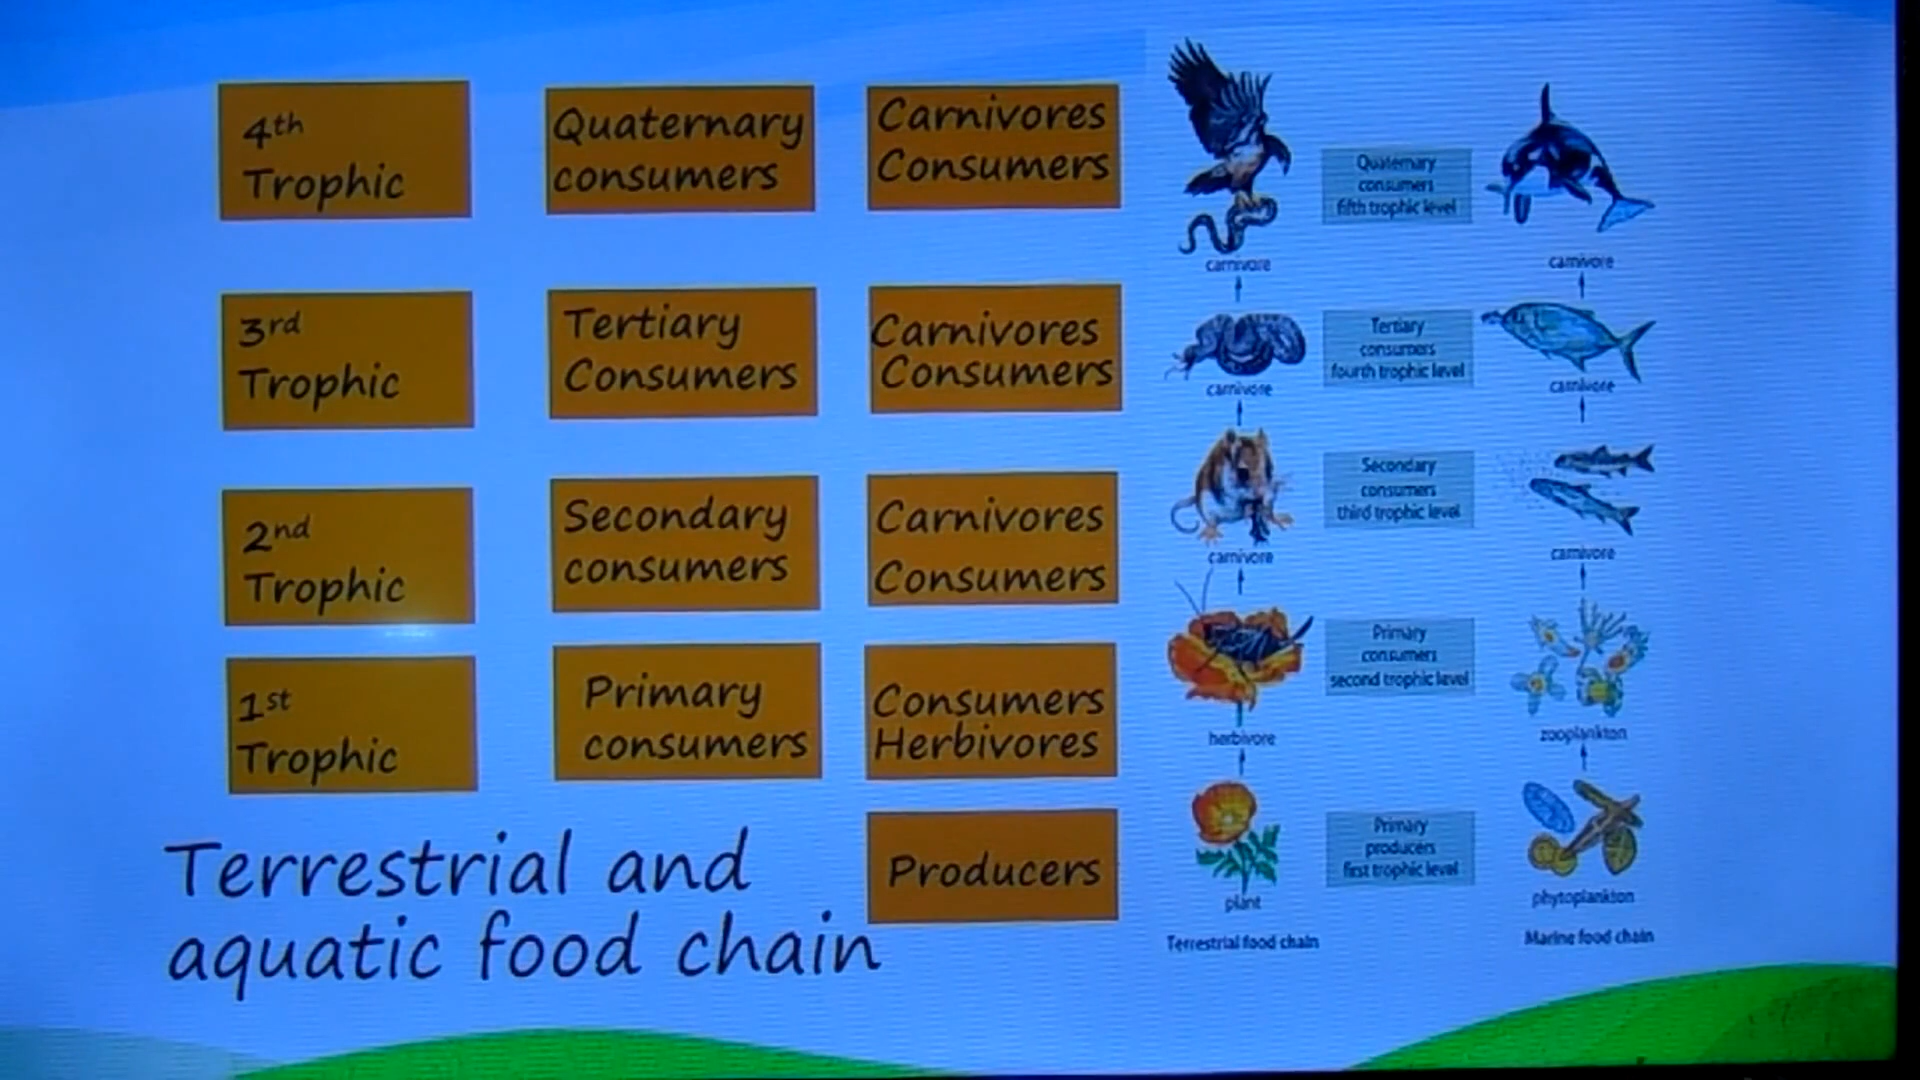 4th
Trophic
Quaternary
consumers
Carnivores
Consumers
3rd
Trophic
Tertiary
Consumers
Carnivores
Consumers
2nd
Trophic
Secondary
consumers
Carnivores
Consumers
1st
Trophic
Primary
consumers
Consumers
Herbivores
Producers
Terrestrial and
aquatic food chain
Quaternary
consumers
fifth trophic level
carnivore
carnivore
Tertiary
consumers
fourth trophic level
carnivore
carnivore
Secondary
consumers
third trophic level
carnivore
carnivore
Primary
consumers
second trophic level
herbivore
zooplankton
Primary
producers
first trophic level
plant
phytoplankton
Terrestrial food chain
Marine food chain